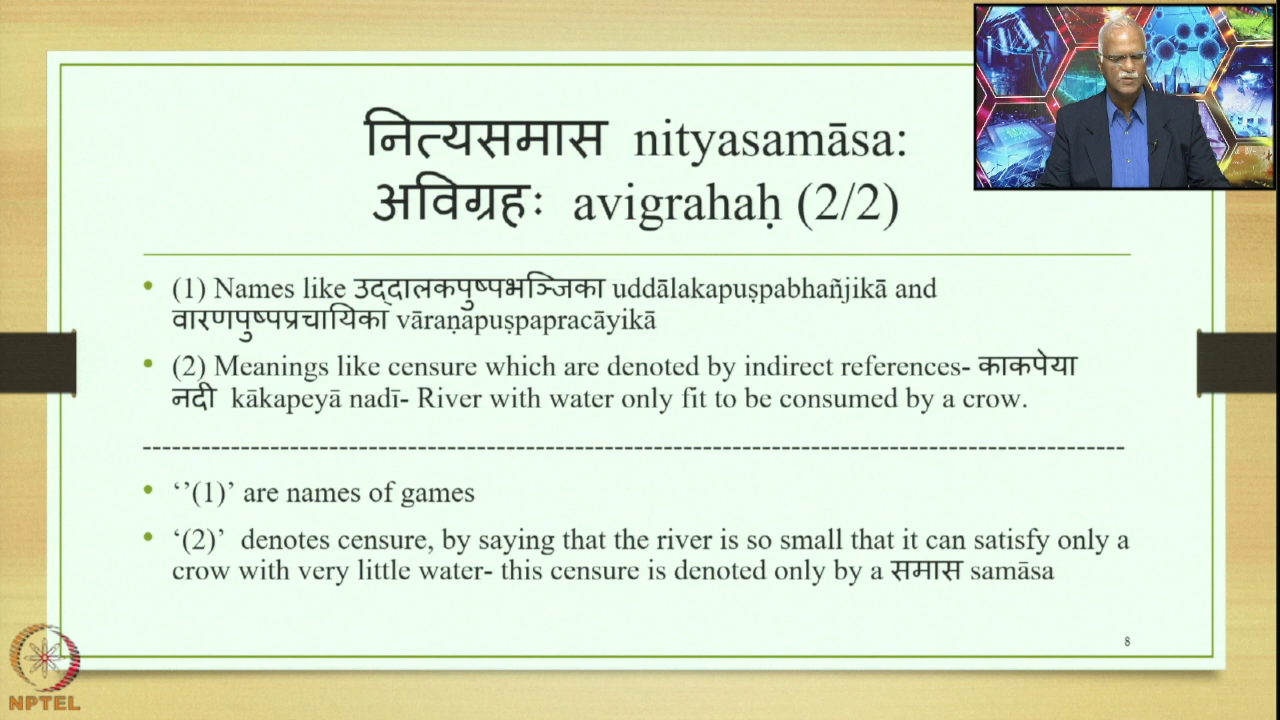 नित्यसमास nityasamāsa:
अविग्रहः avigrahaḥ (2/2)
• (1) Names like उद्दालकपुष्पभञ्जिका uddālakapuṣpabhañjikā and
वारणपुष्पप्रचायिका vāraṇapuṣpapracāyikā
• (2) Meanings like censure which are denoted by indirect references- काकपेया
नदी kākapeyā nadī- River with water only fit to be consumed by a crow.
• ‘’(1)’ are names of games
• ‘(2)’ denotes censure, by saying that the river is so small that it can satisfy only a
crow with very little water- this censure is denoted only by a समास samāsa
8
NPTEL